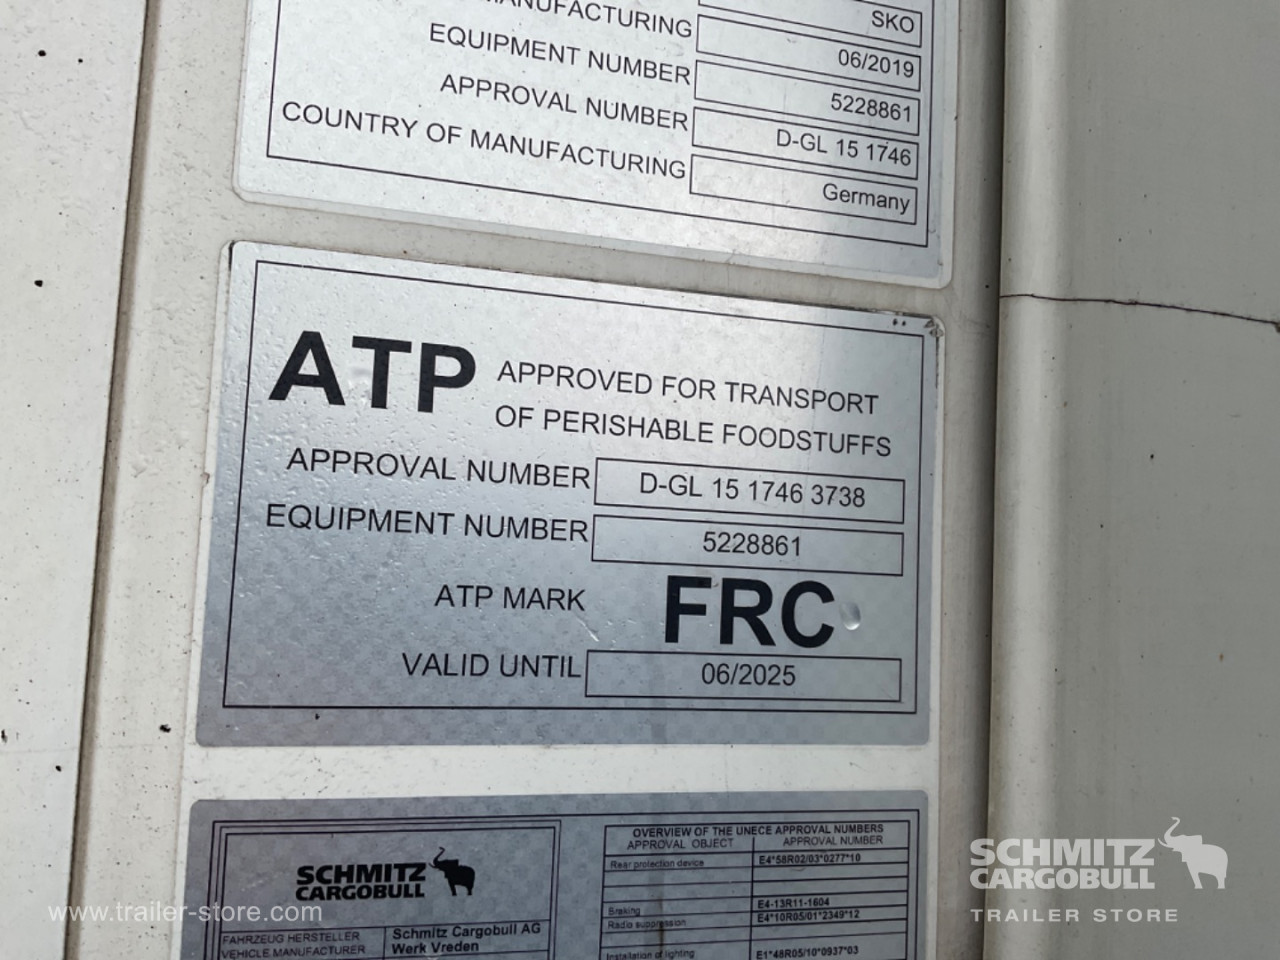 SKO
MANUFACTURING 06/2019
EQUIPMENT NUMBER 5228861
APPROVAL NUMBER D-GL 15 1746
COUNTRY OF MANUFACTURING Germany
ATP APPROVED FOR TRANSPORT
OF PERISHABLE FOODSTUFFS
APPROVAL NUMBER D-GL 15 1746 3738
EQUIPMENT NUMBER 5228861
ATP MARK FRC
VALID UNTIL 06/2025
SCHMITZ
CARGOBULL
FAHRZEUG HERSTELLER Schmitz Cargobull AG
VEHICLE MANUFACTURER Werk Vreden
OVERVIEW OF THE UNECE APPROVAL NUMBERS
APPROVAL OBJECT APPROVAL NUMBER
Rear protection device E4*58R02/03*0277*10
Braking E4-13R11-1604
Radio suppression E4*10R05/01*2349*12
Installation of lighting E1*48R05/10*0937*03
www.trailer-store.com
SCHMITZ
CARGOBULL
TRAILER STORE